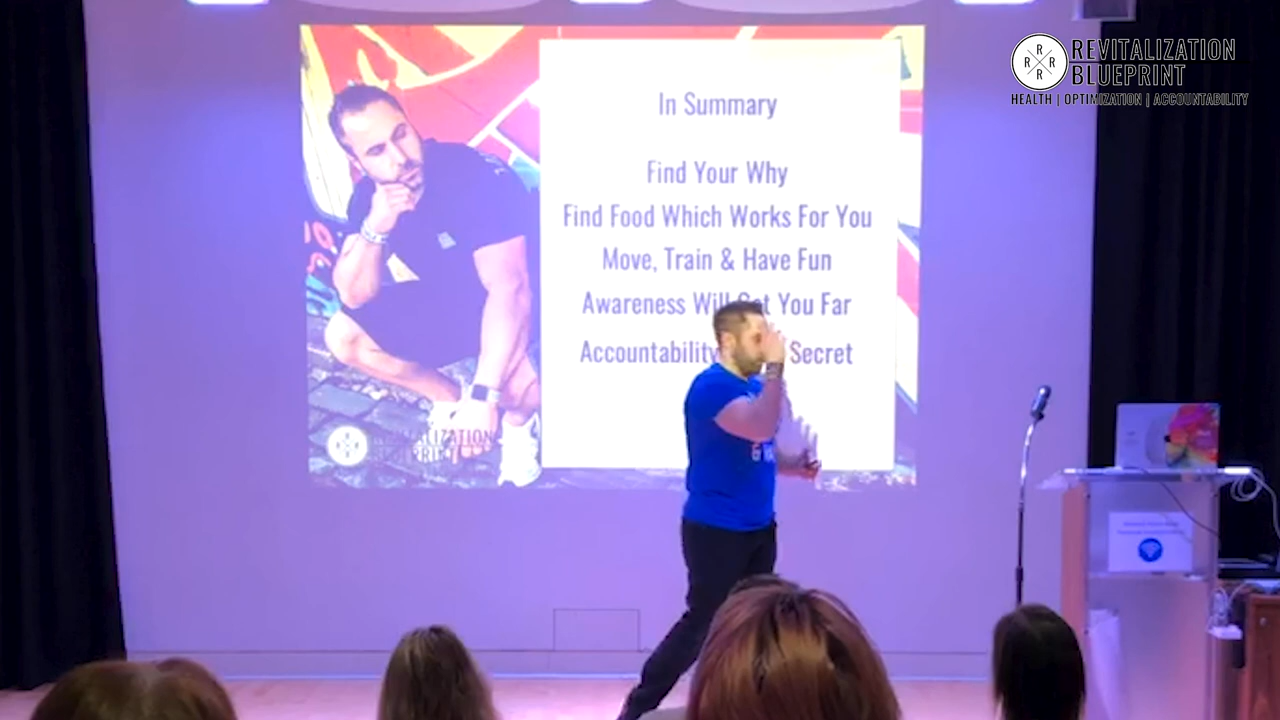 REVITALIZATION
BLUEPRINT
HEALTH | OPTIMIZATION | ACCOUNTABILITY
R
R R
R
In Summary
Find Your Why
Find Food Which Works For You
Move, Train & Have Fun
Awareness Will Get You Far
Accountability Secret